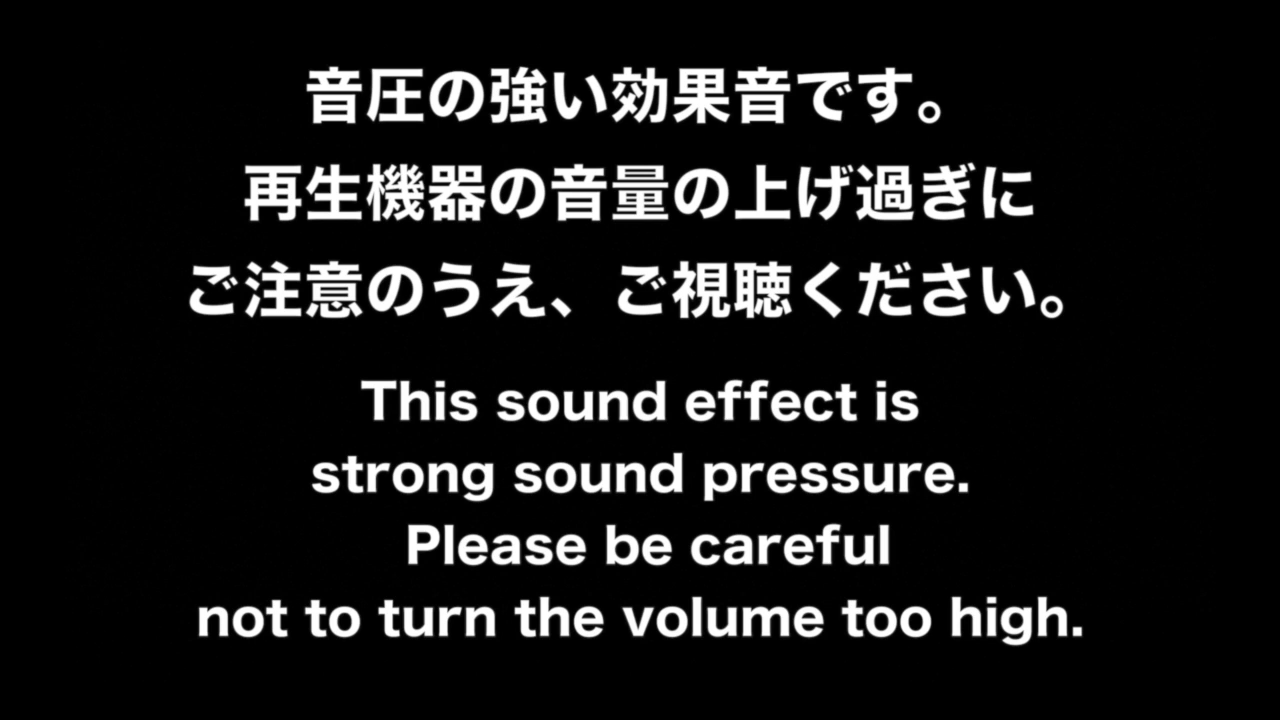 音圧の強い効果音です。
再生機器の音量の上げ過ぎに
ご注意のうえ、ご視聴ください。
This sound effect is
strong sound pressure.
Please be careful
not to turn the volume too high.